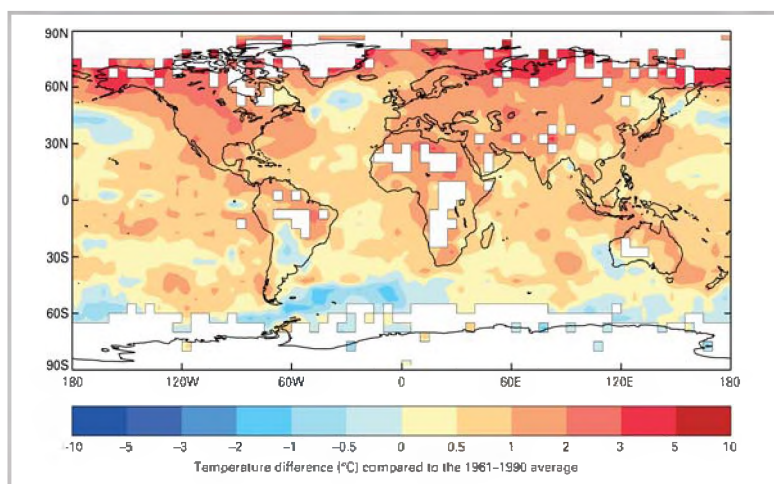 90N
60N
30N
0
30S
60S
90S
180 120W 60W 0 60E 120E 180
-10 -5 -3 -2 -1 -0.5 0 0.5 1 2 3 5 10
Temperature difference (°C) compared to the 1961–1990 average